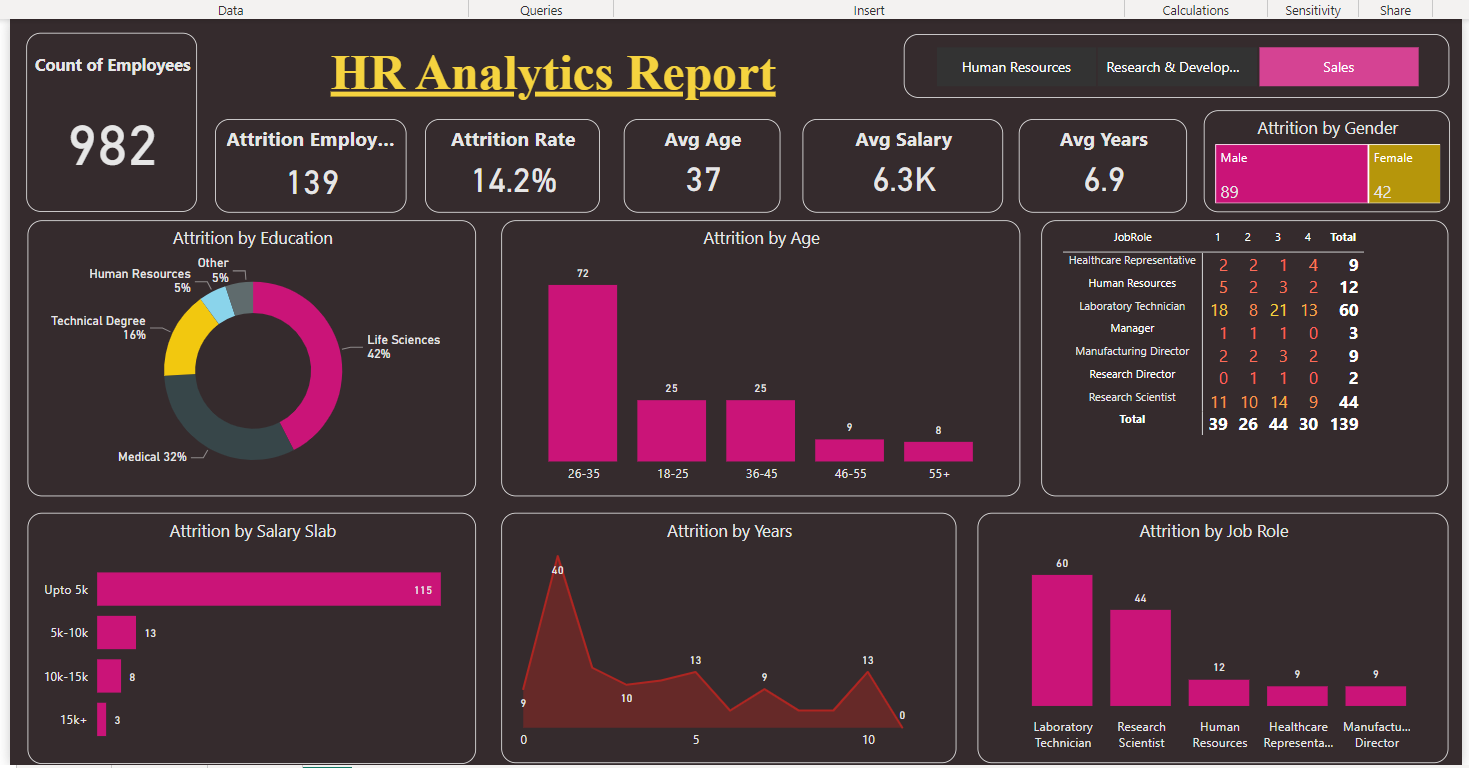 Data Queries Insert Calculations Sensitivity Share
Count of Employees
982
HR Analytics Report
Human Resources Research & Develop... Sales
Attrition Employ...
139
Attrition Rate
14.2%
Avg Age
37
Avg Salary
6.3K
Avg Years
6.9
Attrition by Gender
Male Female
89 42
Attrition by Education
Other
5%
Human Resources
5%
Technical Degree
16%
Life Sciences
42%
Medical 32%
Attrition by Age
72
25
25
9
8
26-35 18-25 36-45 46-55 55+
JobRole 1 2 3 4 Total
Healthcare Representative 2 2 1 4 9
Human Resources 5 2 3 2 12
Laboratory Technician 18 8 21 13 60
Manager 1 1 1 0 3
Manufacturing Director 2 2 3 2 9
Research Director 0 1 1 0 2
Research Scientist 11 10 14 9 44
Total 39 26 44 30 139
Attrition by Salary Slab
Upto 5k 115
5k-10k 13
10k-15k 8
15k+ 3
Attrition by Years
9
40
10
13
9
13
0
0 5 10
Attrition by Job Role
60
44
12
9
9
Laboratory
Technician
Research
Scientist
Human
Resources
Healthcare
Representa...
Manufactu...
Director